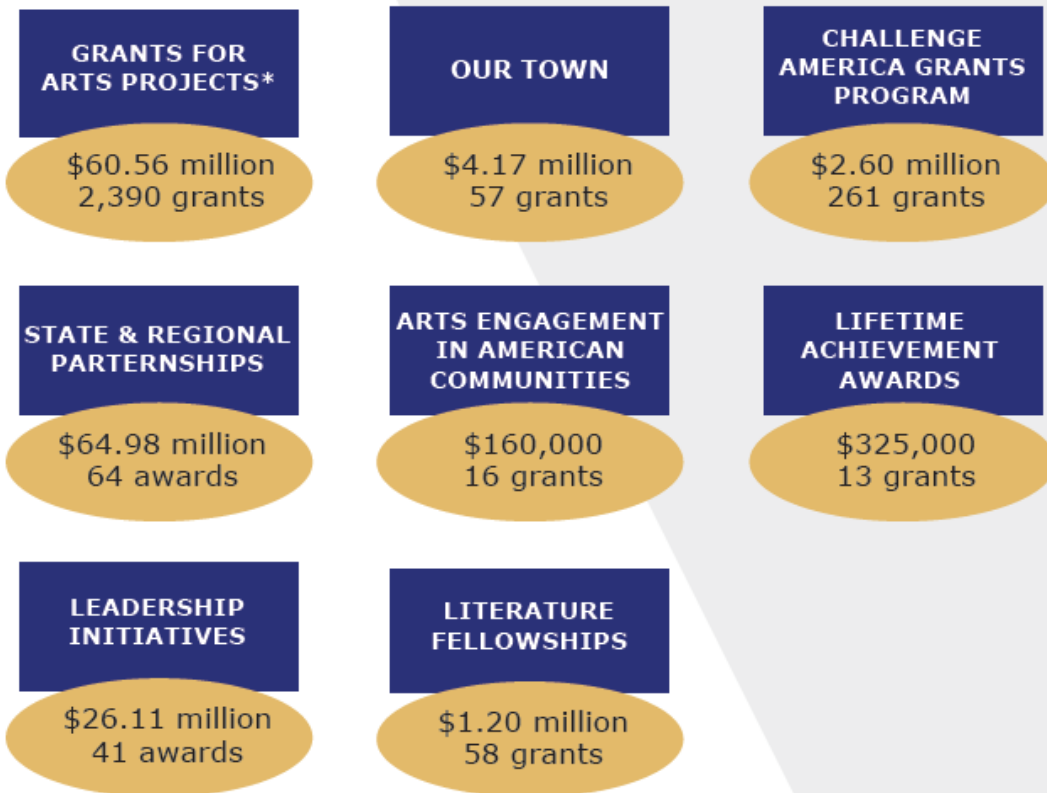 GRANTS FOR
ARTS PROJECTS*
$60.56 million
2,390 grants
OUR TOWN
$4.17 million
57 grants
CHALLENGE
AMERICA GRANTS
PROGRAM
$2.60 million
261 grants
STATE & REGIONAL
PARTERNSHIPS
$64.98 million
64 awards
ARTS ENGAGEMENT
IN AMERICAN
COMMUNITIES
$160,000
16 grants
LIFETIME
ACHIEVEMENT
AWARDS
$325,000
13 grants
LEADERSHIP
INITIATIVES
$26.11 million
41 awards
LITERATURE
FELLOWSHIPS
$1.20 million
58 grants